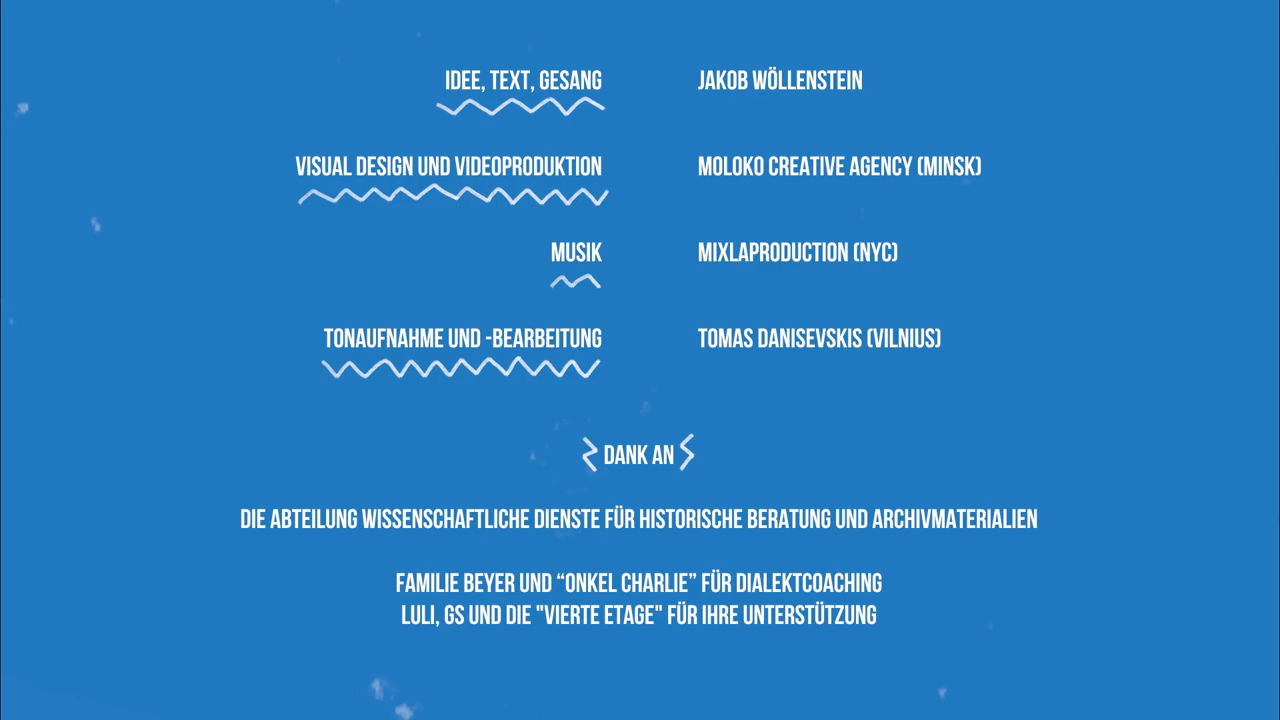 IDEE, TEXT, GESANG JAKOB WÖLLENSTEIN
VISUAL DESIGN UND VIDEOPRODUKTION MOLOKO CREATIVE AGENCY (MINSK)
MUSIK MIXLAPRODUCTION (NYC)
TONAUFNAHME UND -BEARBEITUNG TOMAS DANISEVSKIS (VILNIUS)
DANK AN
DIE ABTEILUNG WISSENSCHAFTLICHE DIENSTE FÜR HISTORISCHE BERATUNG UND ARCHIVMATERIALIEN
FAMILIE BEYER UND “ONKEL CHARLIE” FÜR DIALEKTCOACHING
LULI, GS UND DIE "VIERTE ETAGE" FÜR IHRE UNTERSTÜTZUNG